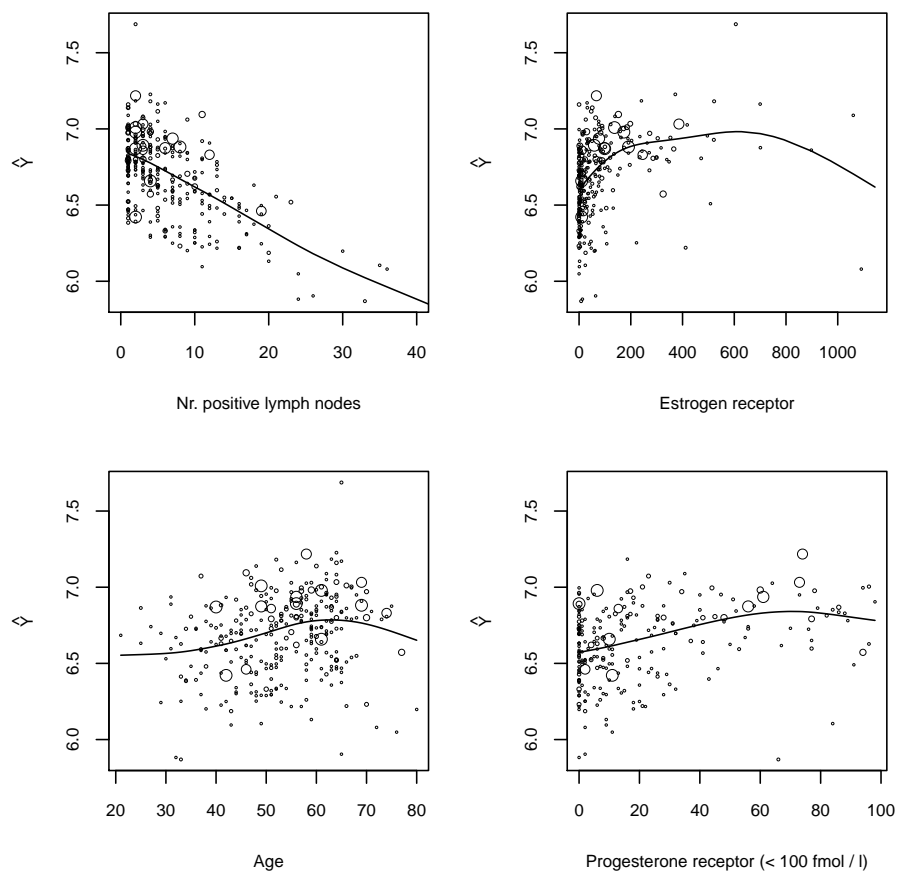 7.5
7.0
6.5
6.0
Ŷ
0 10 20 30 40
Nr. positive lymph nodes
7.5
7.0
6.5
6.0
Ŷ
0 200 400 600 800 1000
Estrogen receptor
7.5
7.0
6.5
6.0
Ŷ
20 30 40 50 60 70 80
Age
7.5
7.0
6.5
6.0
Ŷ
0 20 40 60 80 100
Progesterone receptor (< 100 fmol / l)